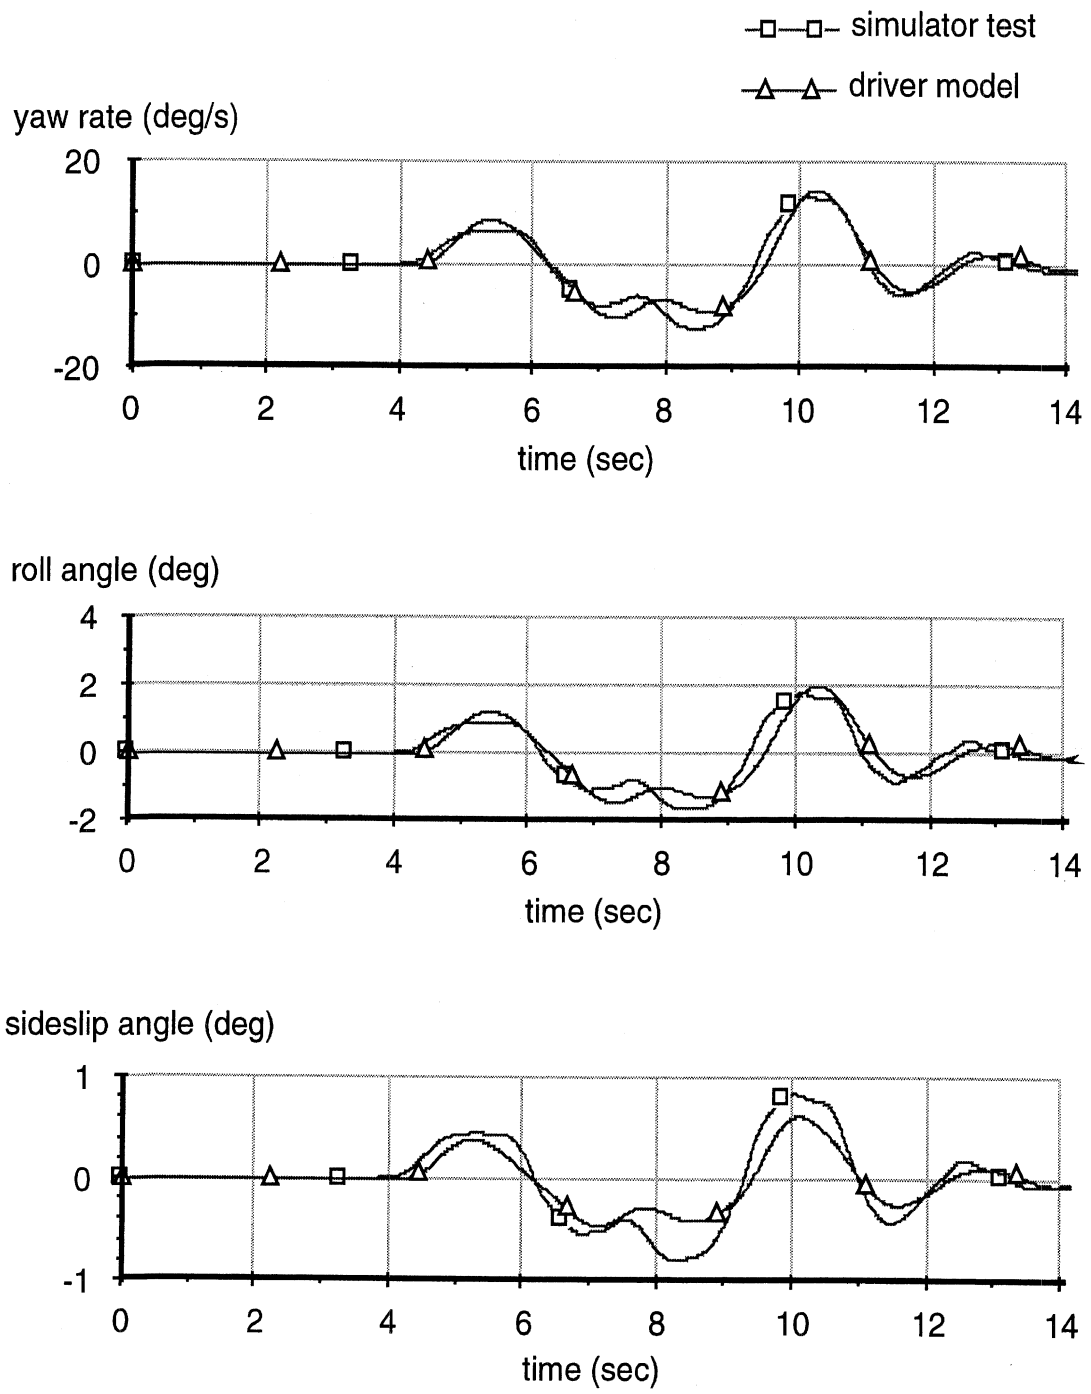 simulator test
driver model
yaw rate (deg/s)
20
0
-20
0 2 4 6 8 10 12 14
time (sec)
roll angle (deg)
4
2
0
-2
0 2 4 6 8 10 12 14
time (sec)
sideslip angle (deg)
1
0
-1
0 2 4 6 8 10 12 14
time (sec)